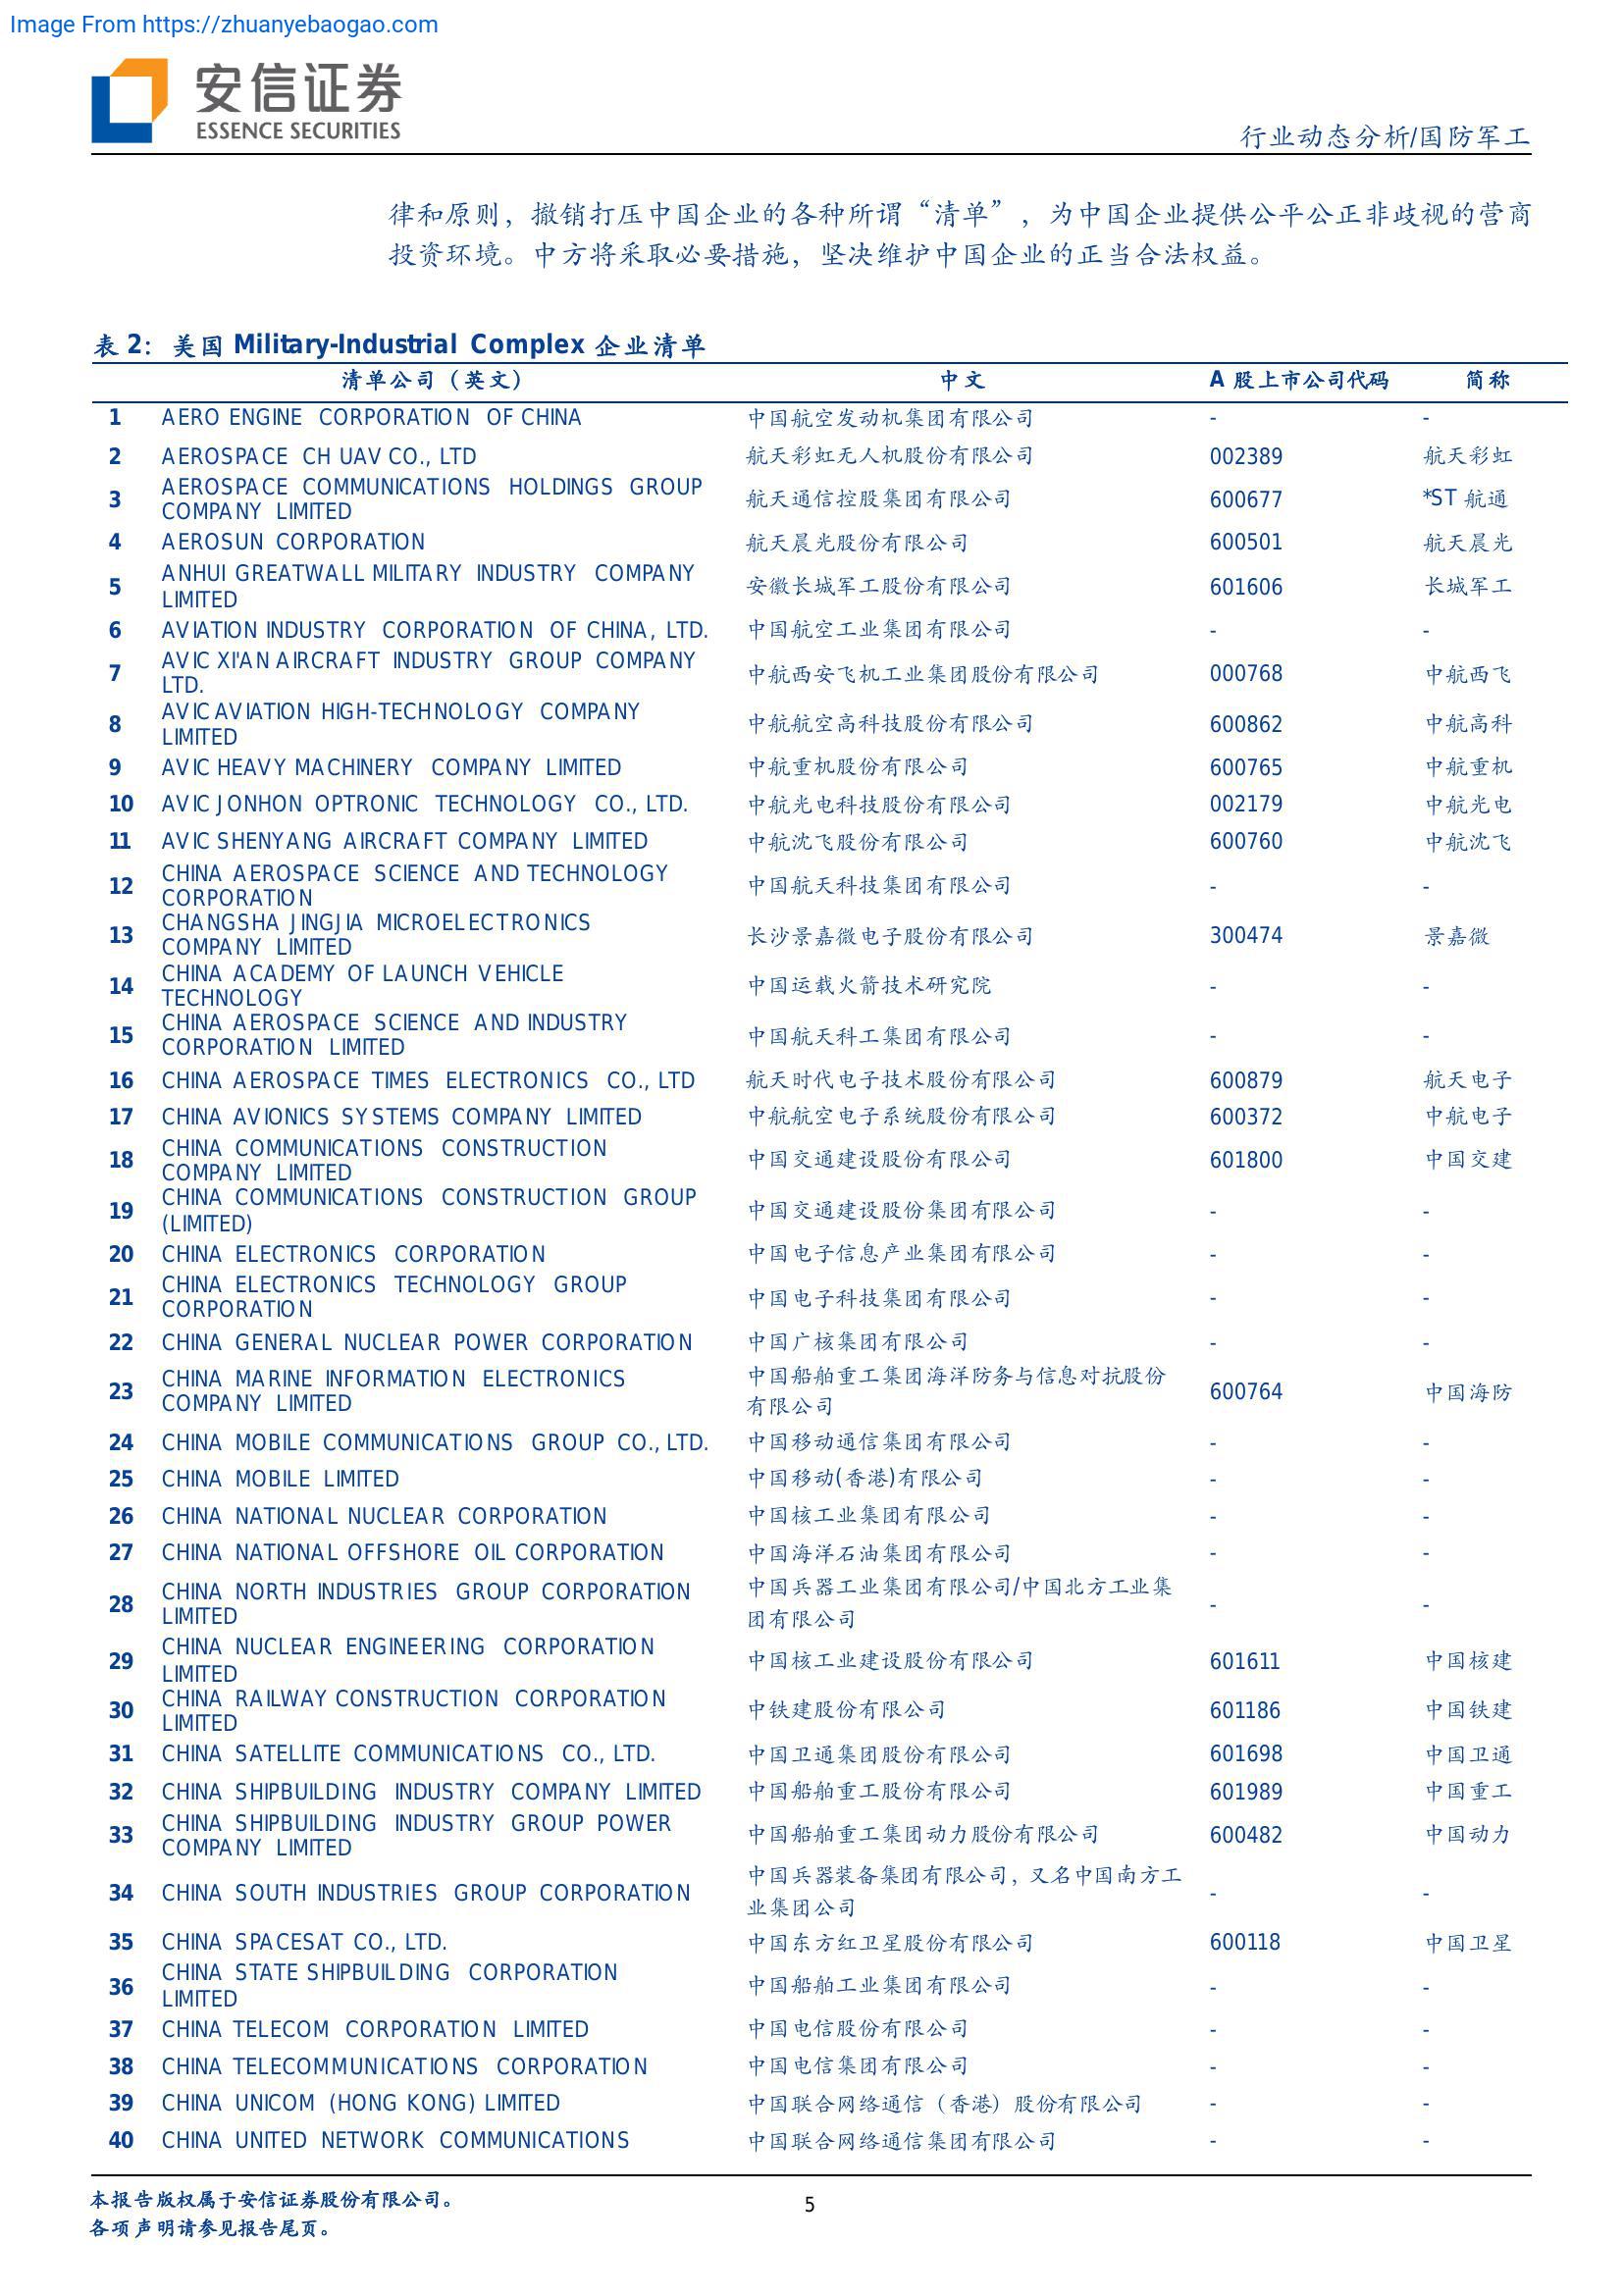 Image From https://zhuanyebaogao.com
安信证券
ESSENCE SECURITIES
行业动态分析/国防军工
律和原则，撤销打压中国企业的各种所谓“清单”，为中国企业提供公平公正非歧视的营商
投资环境。中方将采取必要措施，坚决维护中国企业的正当合法权益。
表 2：美国 Military-Industrial Complex 企业清单
清单公司（英文） 中文 A 股上市公司代码 简称
1 AERO ENGINE CORPORATION OF CHINA 中国航空发动机集团有限公司 - -
2 AEROSPACE CH UAV CO., LTD 航天彩虹无人机股份有限公司 002389 航天彩虹
3 AEROSPACE COMMUNICATIONS HOLDINGS GROUP
COMPANY LIMITED 航天通信控股集团有限公司 600677 *ST 航通
4 AEROSUN CORPORATION 航天晨光股份有限公司 600501 航天晨光
5 ANHUI GREATWALL MILITARY INDUSTRY COMPANY
LIMITED 安徽长城军工股份有限公司 601606 长城军工
6 AVIATION INDUSTRY CORPORATION OF CHINA, LTD. 中国航空工业集团有限公司 - -
7 AVIC XI'AN AIRCRAFT INDUSTRY GROUP COMPANY
LTD. 中航西安飞机工业集团股份有限公司 000768 中航西飞
8 AVIC AVIATION HIGH-TECHNOLOGY COMPANY
LIMITED 中航航空高科技股份有限公司 600862 中航高科
9 AVIC HEAVY MACHINERY COMPANY LIMITED 中航重机股份有限公司 600765 中航重机
10 AVIC JONHON OPTRONIC TECHNOLOGY CO., LTD. 中航光电科技股份有限公司 002179 中航光电
11 AVIC SHENYANG AIRCRAFT COMPANY LIMITED 中航沈飞股份有限公司 600760 中航沈飞
12 CHINA AEROSPACE SCIENCE AND TECHNOLOGY
CORPORATION 中国航天科技集团有限公司 - -
13 CHANGSHA JINGJIA MICROELECTRONICS
COMPANY LIMITED 长沙景嘉微电子股份有限公司 300474 景嘉微
14 CHINA ACADEMY OF LAUNCH VEHICLE
TECHNOLOGY 中国运载火箭技术研究院 - -
15 CHINA AEROSPACE SCIENCE AND INDUSTRY
CORPORATION LIMITED 中国航天科工集团有限公司 - -
16 CHINA AEROSPACE TIMES ELECTRONICS CO., LTD 航天时代电子技术股份有限公司 600879 航天电子
17 CHINA AVIONICS SYSTEMS COMPANY LIMITED 中航航空电子系统股份有限公司 600372 中航电子
18 CHINA COMMUNICATIONS CONSTRUCTION
COMPANY LIMITED 中国交通建设股份有限公司 601800 中国交建
19 CHINA COMMUNICATIONS CONSTRUCTION GROUP
(LIMITED) 中国交通建设股份集团有限公司 - -
20 CHINA ELECTRONICS CORPORATION 中国电子信息产业集团有限公司 - -
21 CHINA ELECTRONICS TECHNOLOGY GROUP
CORPORATION 中国电子科技集团有限公司 - -
22 CHINA GENERAL NUCLEAR POWER CORPORATION 中国广核集团有限公司 - -
23 CHINA MARINE INFORMATION ELECTRONICS
COMPANY LIMITED 中国船舶重工集团海洋防务与信息对抗股份
有限公司 600764 中国海防
24 CHINA MOBILE COMMUNICATIONS GROUP CO., LTD. 中国移动通信集团有限公司 - -
25 CHINA MOBILE LIMITED 中国移动(香港)有限公司 - -
26 CHINA NATIONAL NUCLEAR CORPORATION 中国核工业集团有限公司 - -
27 CHINA NATIONAL OFFSHORE OIL CORPORATION 中国海洋石油集团有限公司 - -
28 CHINA NORTH INDUSTRIES GROUP CORPORATION
LIMITED 中国兵器工业集团有限公司/中国北方工业集
团有限公司 - -
29 CHINA NUCLEAR ENGINEERING CORPORATION
LIMITED 中国核工业建设股份有限公司 601611 中国核建
30 CHINA RAILWAY CONSTRUCTION CORPORATION
LIMITED 中铁建股份有限公司 601186 中国铁建
31 CHINA SATELLITE COMMUNICATIONS CO., LTD. 中国卫通集团股份有限公司 601698 中国卫通
32 CHINA SHIPBUILDING INDUSTRY COMPANY LIMITED 中国船舶重工股份有限公司 601989 中国重工
33 CHINA SHIPBUILDING INDUSTRY GROUP POWER
COMPANY LIMITED 中国船舶重工集团动力股份有限公司 600482 中国动力
34 CHINA SOUTH INDUSTRIES GROUP CORPORATION 中国兵器装备集团有限公司，又名中国南方工
业集团公司 - -
35 CHINA SPACESAT CO., LTD. 中国东方红卫星股份有限公司 600118 中国卫星
36 CHINA STATE SHIPBUILDING CORPORATION
LIMITED 中国船舶工业集团有限公司 - -
37 CHINA TELECOM CORPORATION LIMITED 中国电信股份有限公司 - -
38 CHINA TELECOMMUNICATIONS CORPORATION 中国电信集团有限公司 - -
39 CHINA UNICOM (HONG KONG) LIMITED 中国联合网络通信（香港）股份有限公司 - -
40 CHINA UNITED NETWORK COMMUNICATIONS 中国联合网络通信集团有限公司 - -
本报告版权属于安信证券股份有限公司。
各项声明请参见报告尾页。
5